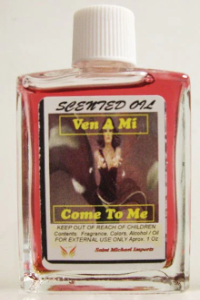 SCENTED OIL
Ven A Mi
Come To Me
KEEP OUT OF REACH OF CHILDREN
Contents: Fragrance, Colors, Alcohol / Oil
FOR EXTERNAL USE ONLY Aprox. 1 Oz.
Saint Michael Imports